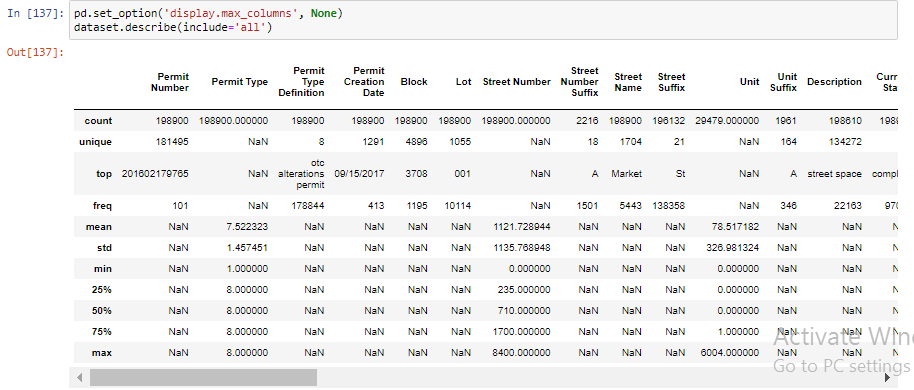 In [137]: pd.set_option('display.max_columns', None)
dataset.describe(include='all')
Out[137]:
Permit Number Permit Type Permit Type Definition Permit Creation Date Block Lot Street Number Street Number Suffix Street Name Street Suffix Unit Unit Suffix Description Curr Sta
count 198900 198900.000000 198900 198900 198900 198900 198900.000000 2216 198900 196132 29479.000000 1961 198610 198
unique 181495 NaN 8 1291 4896 1055 NaN 18 1704 21 NaN 164 134272
top 201602179765 NaN otc alterations permit 09/15/2017 3708 001 NaN A Market St NaN A street space compl
freq 101 NaN 178844 413 1195 10114 NaN 1501 5443 138358 NaN 346 22163 970
mean NaN 7.522323 NaN NaN NaN NaN 1121.728944 NaN NaN NaN 78.517182 NaN NaN N
std NaN 1.457451 NaN NaN NaN NaN 1135.768948 NaN NaN NaN 326.981324 NaN NaN N
min NaN 1.000000 NaN NaN NaN NaN 0.000000 NaN NaN NaN 0.000000 NaN NaN N
25% NaN 8.000000 NaN NaN NaN NaN 235.000000 NaN NaN NaN 0.000000 NaN NaN N
50% NaN 8.000000 NaN NaN NaN NaN 710.000000 NaN NaN NaN 0.000000 NaN NaN N
75% NaN 8.000000 NaN NaN NaN NaN 1700.000000 NaN NaN NaN 1.000000 NaN NaN N
max NaN 8.000000 NaN NaN NaN NaN 8400.000000 NaN NaN NaN 6004.000000 NaN NaN N
Activate Wind
Go to PC settings